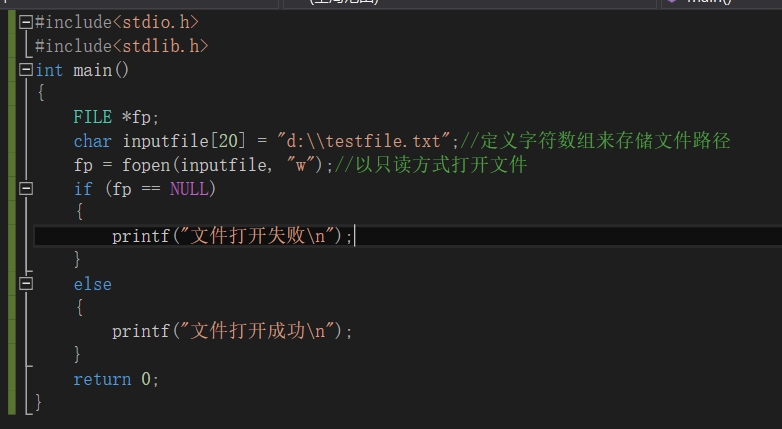 #include<stdio.h>
#include<stdlib.h>
int main()
{
FILE *fp;
char inputfile[20] = "d:\\testfile.txt";//定义字符数组来存储文件路径
fp = fopen(inputfile, "w");//以只读方式打开文件
if (fp == NULL)
{
printf("文件打开失败\n");
}
else
{
printf("文件打开成功\n");
}
return 0;
}